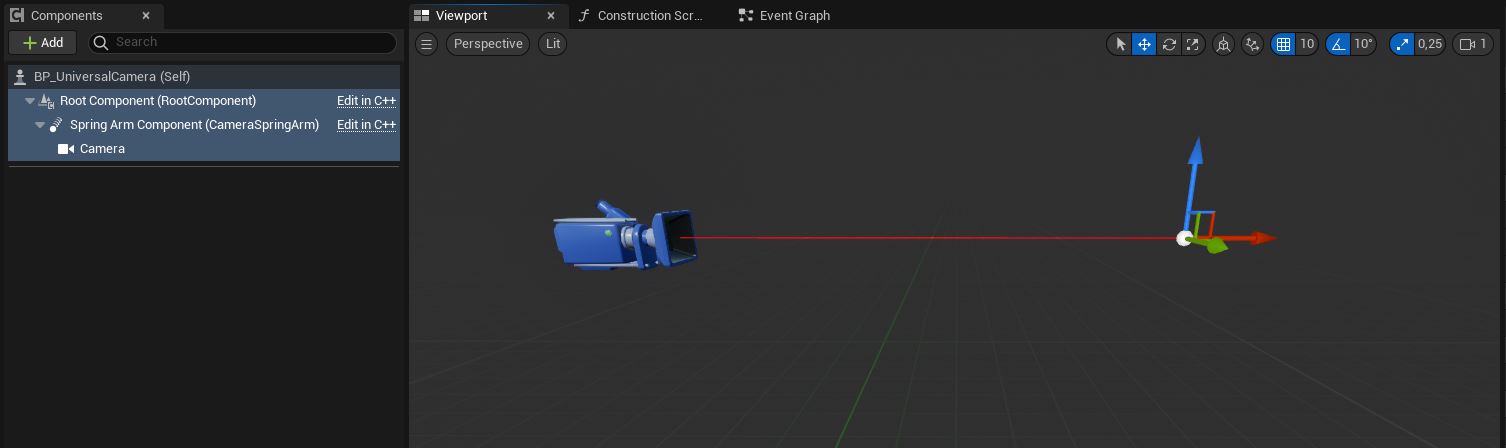 Components
Viewport
Construction Scr...
Event Graph
Add
Search
Perspective
Lit
10
10°
0,25
1
BP_UniversalCamera (Self)
Root Component (RootComponent) Edit in C++
Spring Arm Component (CameraSpringArm) Edit in C++
Camera